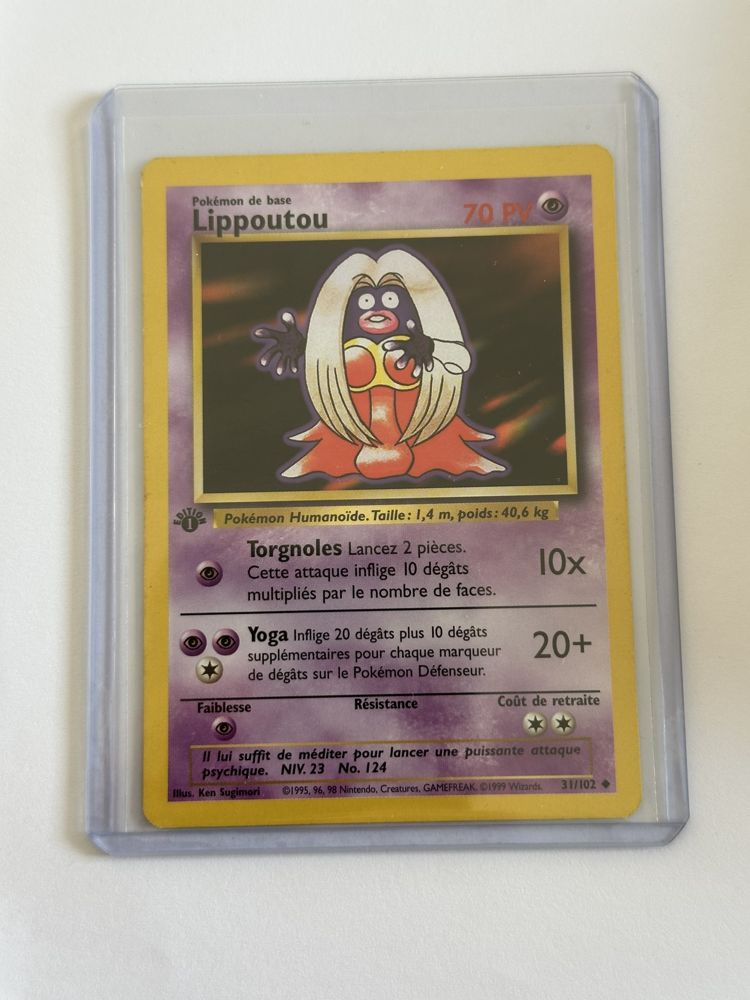 Pokémon de base
Lippoutou 70 PV
EDITION 1
Pokémon Humanoïde. Taille: 1,4 m, poids: 40,6 kg
Torgnoles Lancez 2 pièces.
Cette attaque inflige 10 dégâts
multipliés par le nombre de faces.
10x
Yoga Inflige 20 dégâts plus 10 dégâts
supplémentaires pour chaque marqueur
de dégâts sur le Pokémon Défenseur.
20+
Faiblesse Résistance Coût de retraite
Il lui suffit de méditer pour lancer une puissante attaque
psychique. NIV. 23 No. 124
Illus. Ken Sugimori ©1995, 96, 98 Nintendo, Creatures, GAMEFREAK. ©1999 Wizards. 31/102